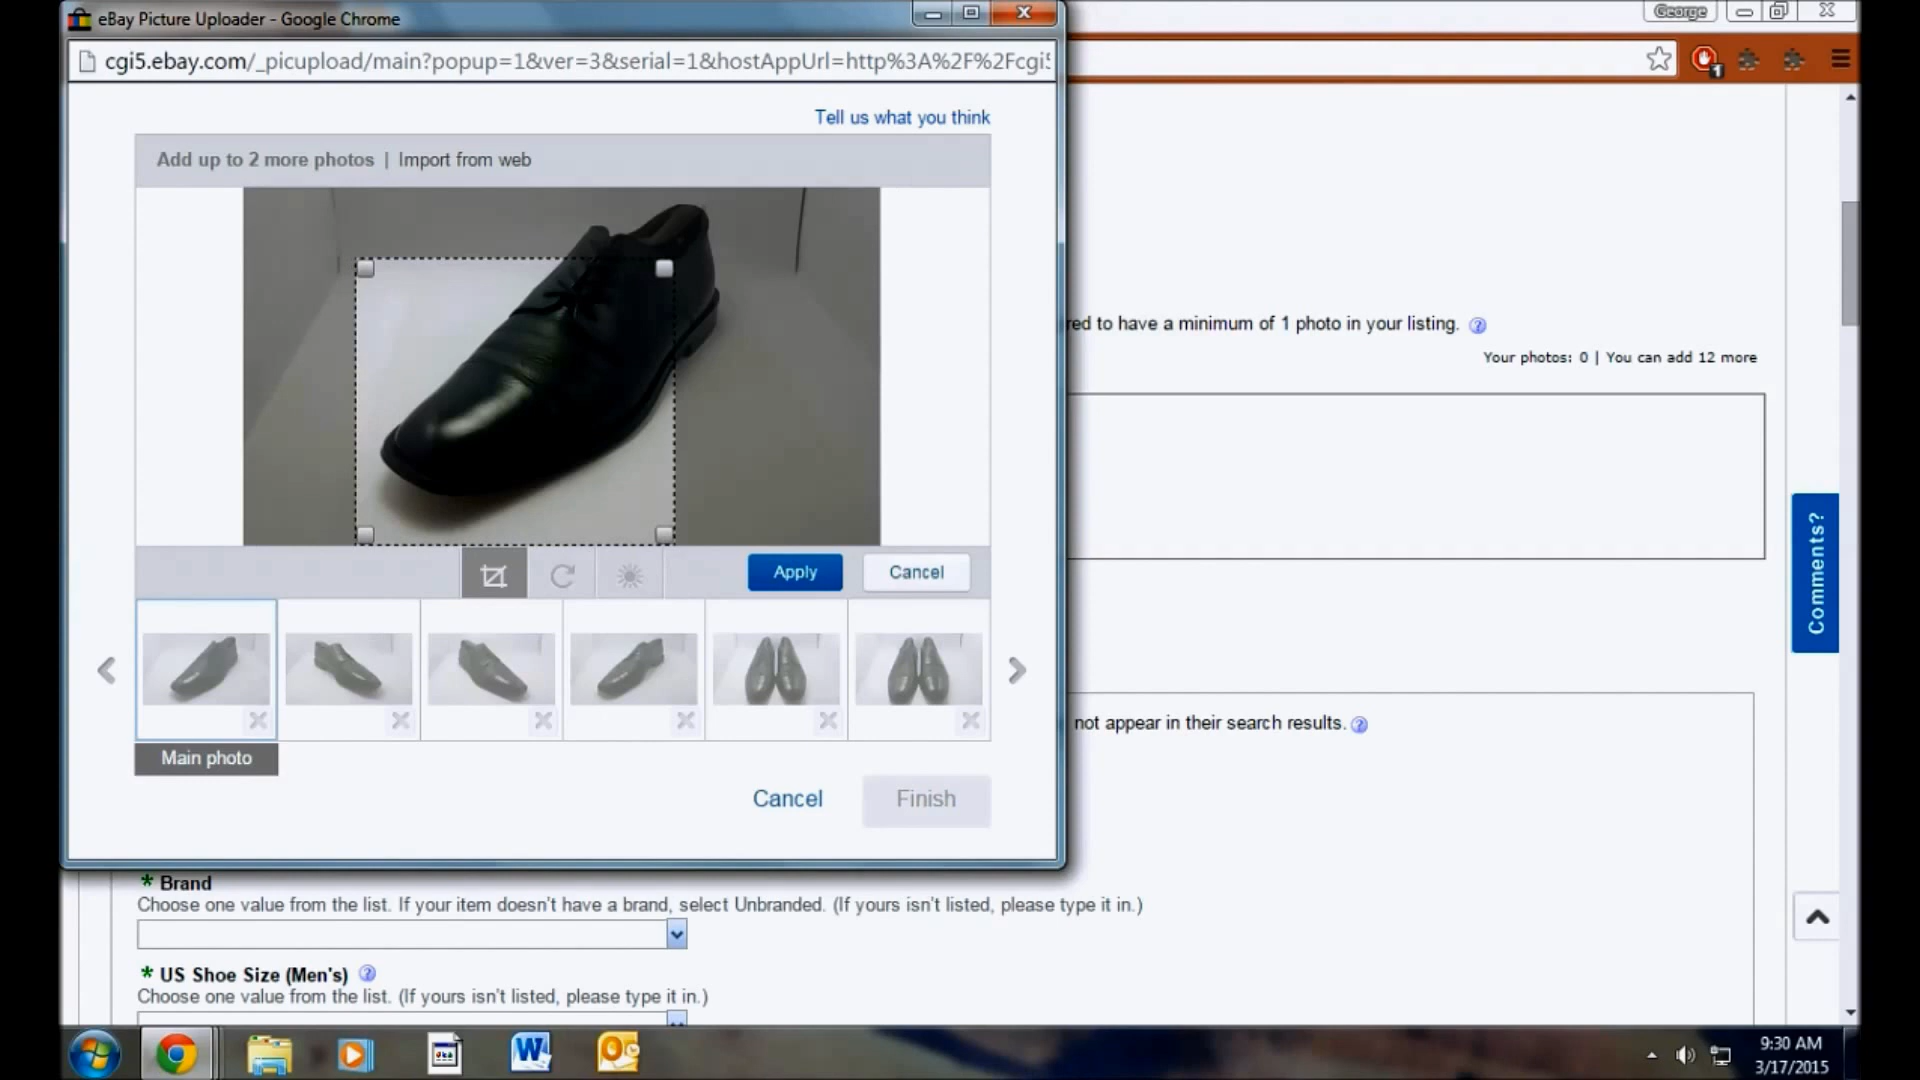 eBay Picture Uploader - Google Chrome
George
cgi5.ebay.com/_picupload/main?popup=1&ver=3&serial=1&hostAppUrl=http%3A%2F%2Fcgi5
1
Tell us what you think
Add up to 2 more photos | Import from web
red to have a minimum of 1 photo in your listing. ?
Your photos: 0 | You can add 12 more
Comments?
Apply
Cancel
not appear in their search results. ?
Main photo
Cancel
Finish
* Brand
Choose one value from the list. If your item doesn't have a brand, select Unbranded. (If yours isn't listed, please type it in.)
* US Shoe Size (Men's) ?
Choose one value from the list. (If yours isn't listed, please type it in.)
9:30 AM
3/17/2015